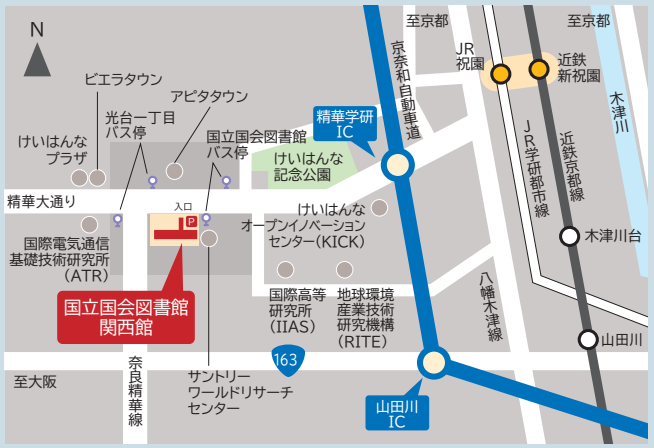 N
至京都
至京都
ビエラタウン
アピタタウン
光台一丁目
バス停
けいはんな
プラザ
国立国会図書館
バス停
けいはんな
記念公園
京奈和自動車道
精華学研
IC
JR
祝園
近鉄
新祝園
木津川
JR学研都市線
近鉄京都線
精華大通り
入口
P
国際電気通信
基礎技術研究所
(ATR)
けいはんな
オープンイノベーション
センター(KICK)
木津川台
国立国会図書館
関西館
国際高等
研究所
(IIAS)
地球環境
産業技術
研究機構
(RITE)
八幡木津線
山田川
163
至大阪
奈良精華線
サントリー
ワールドリサーチ
センター
山田川
IC